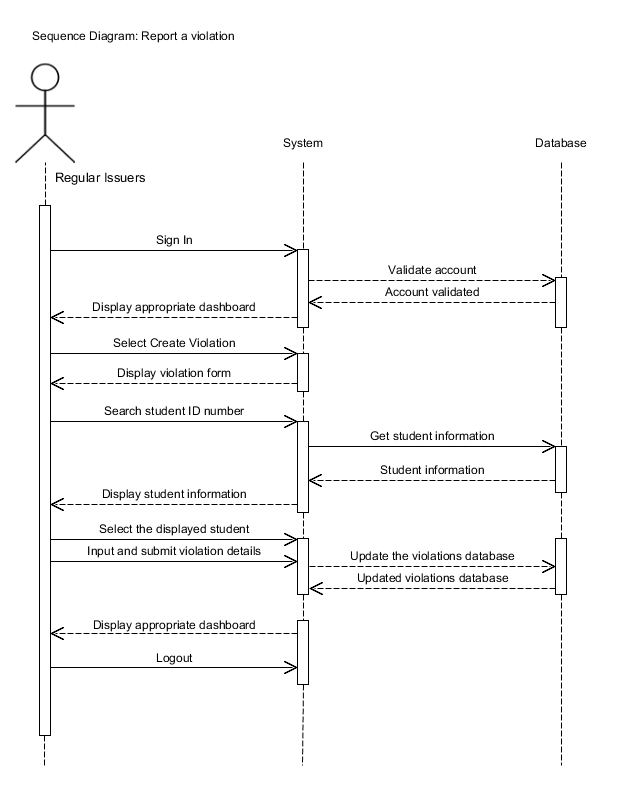 Sequence Diagram: Report a violation
System
Database
Regular Issuers
Sign In
Validate account
Account validated
Display appropriate dashboard
Select Create Violation
Display violation form
Search student ID number
Get student information
Student information
Display student information
Select the displayed student
Input and submit violation details
Update the violations database
Updated violations database
Display appropriate dashboard
Logout